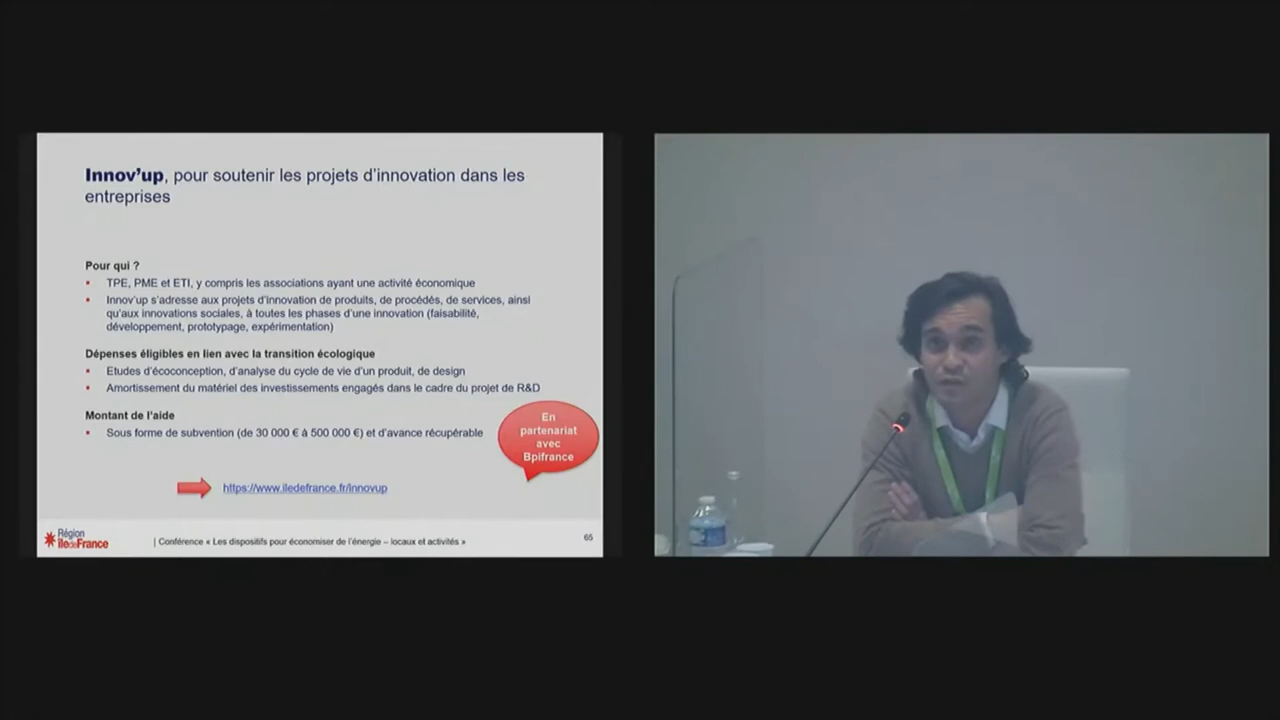 Innov'up, pour soutenir les projets d'innovation dans les
entreprises
Pour qui ?
▪ TPE, PME et ETI, y compris les associations ayant une activité économique
▪ Innov'up s'adresse aux projets d'innovation de produits, de procédés, de services, ainsi
qu'aux innovations sociales, à toutes les phases d'une innovation (faisabilité,
développement, prototypage, expérimentation)
Dépenses éligibles en lien avec la transition écologique
▪ Etudes d'écoconception, d'analyse du cycle de vie d'un produit, de design
▪ Amortissement du matériel des investissements engagés dans le cadre du projet de R&D
Montant de l'aide
▪ Sous forme de subvention (de 30 000 € à 500 000 €) et d'avance récupérable
En
partenariat
avec
Bpifrance
https://www.iledefrance.fr/innovup
Région
îledeFrance
| Conférence « Les dispositifs pour économiser de l'énergie – locaux et activités »
65